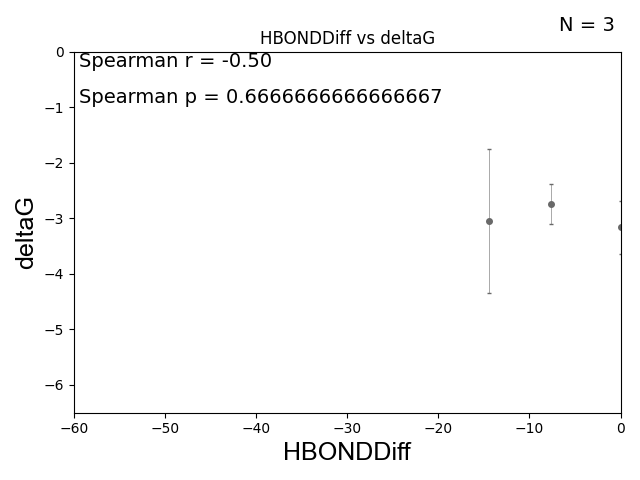 N = 3
HBONDDiff vs deltaG
Spearman r = -0.50
Spearman p = 0.6666666666666667
0
−1
−2
−3
−4
−5
−6
deltaG
−60
−50
−40
−30
−20
−10
0
HBONDDiff